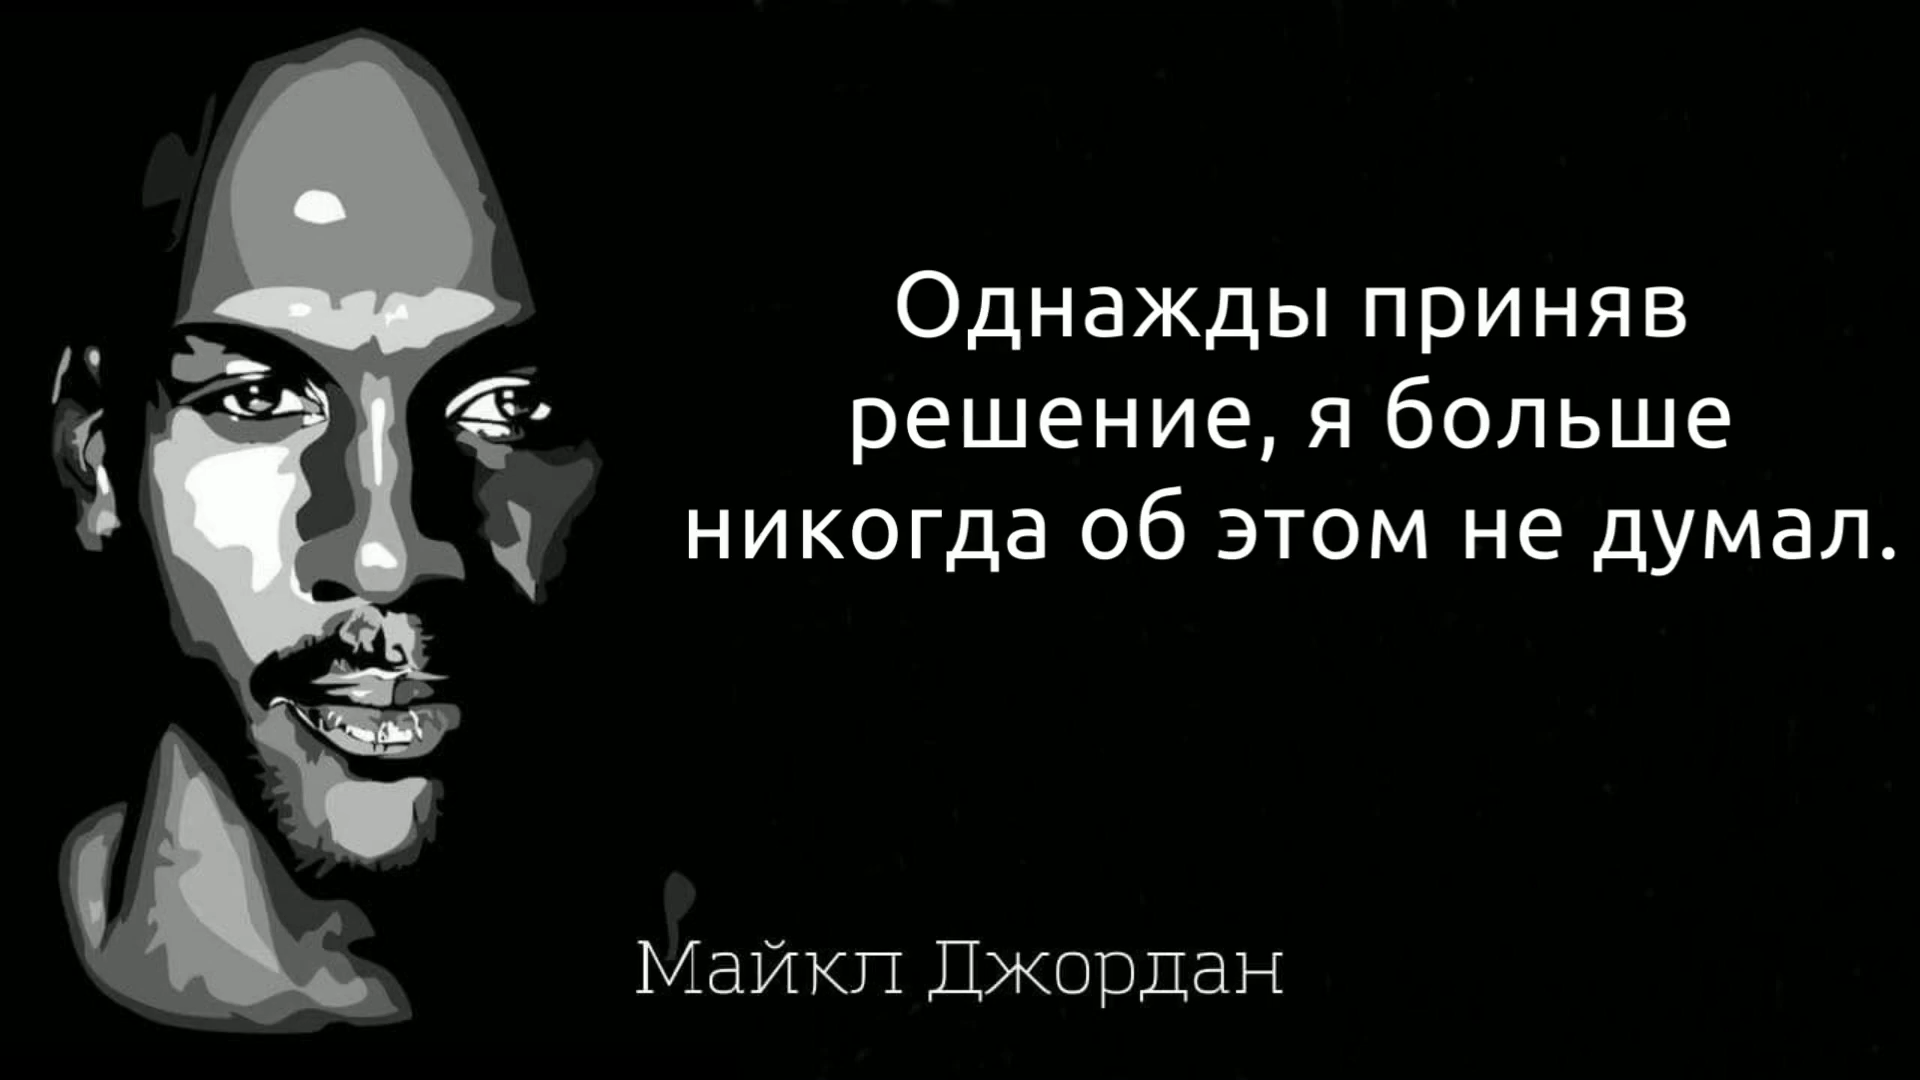 Однажды приняв
решение, я больше
никогда об этом не думал.
Майкл Джордан